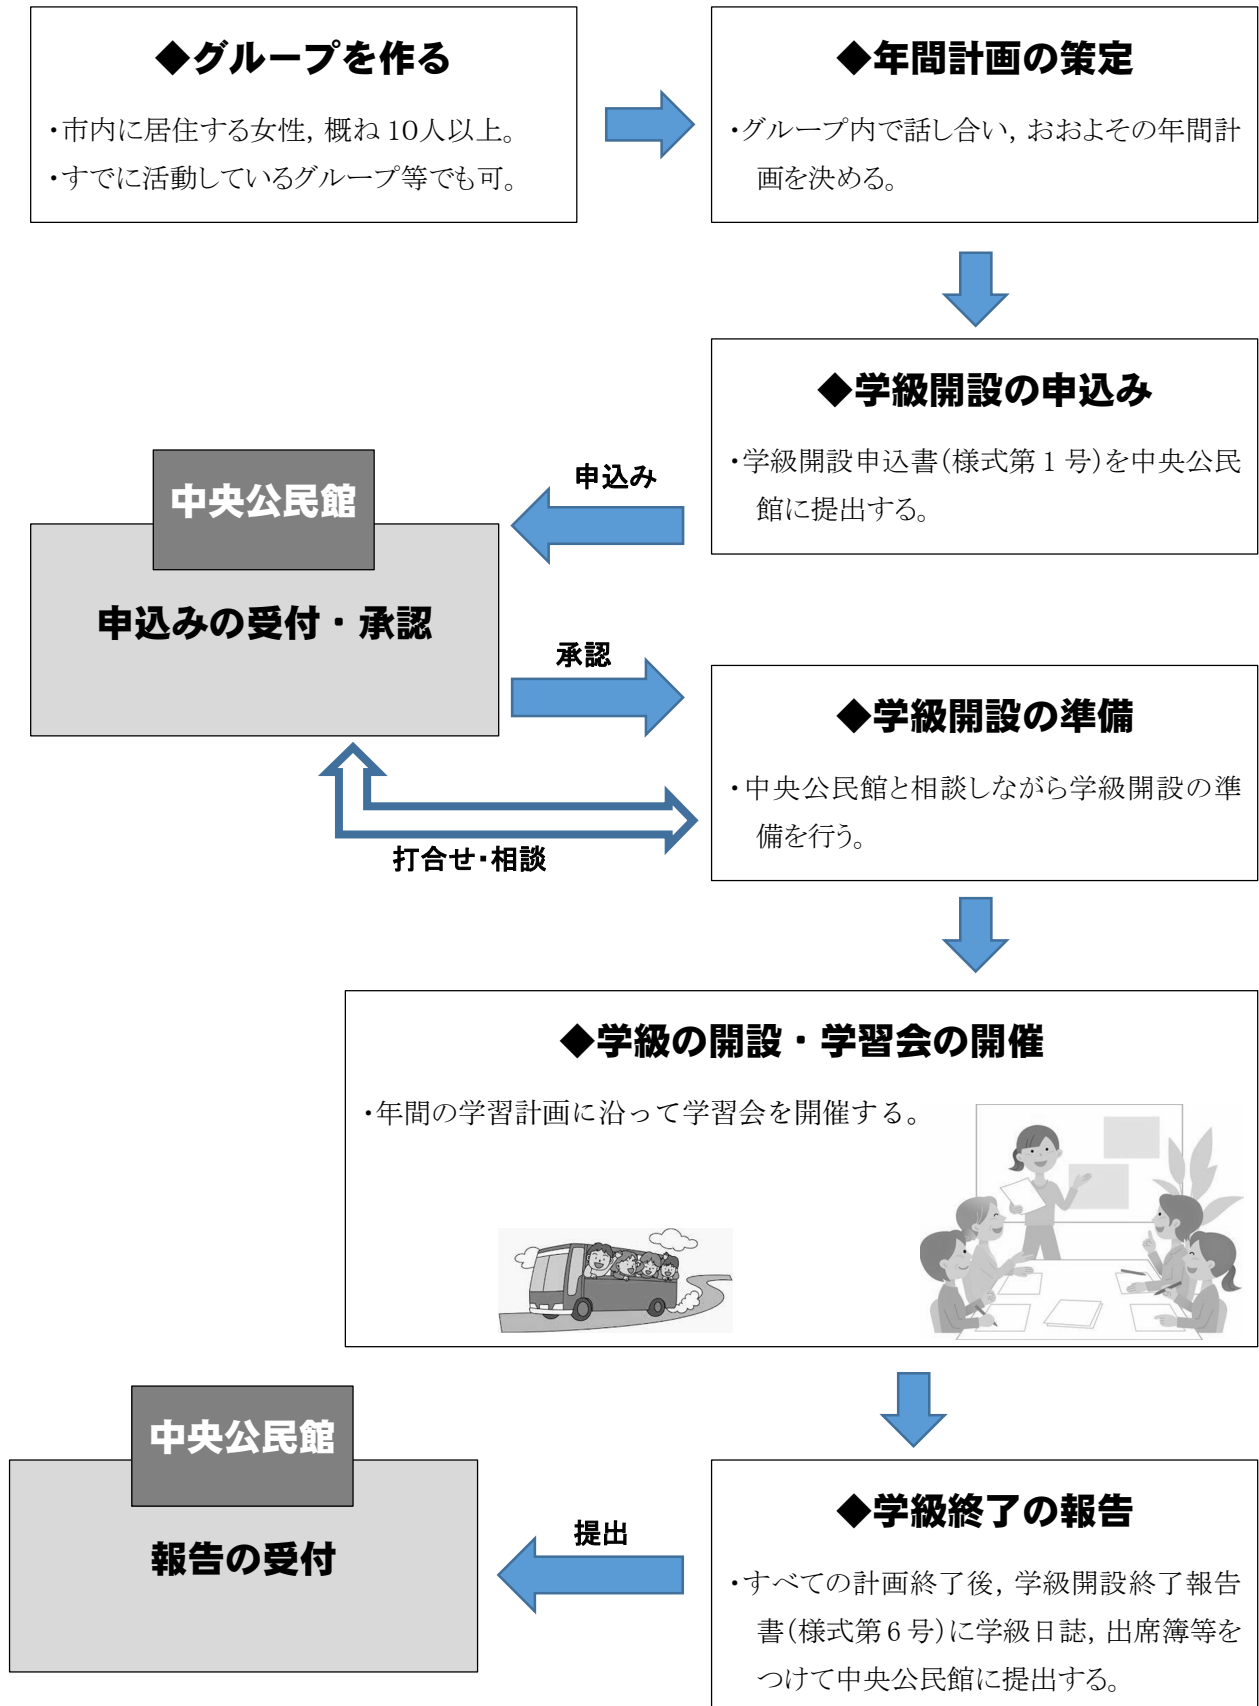 ◆グループを作る
・市内に居住する女性，概ね10人以上。
・すでに活動しているグループ等でも可。
◆年間計画の策定
・グループ内で話し合い，おおよその年間計
画を決める。
◆学級開設の申込み
・学級開設申込書(様式第1号)を中央公民
館に提出する。
申込み
中央公民館
申込みの受付・承認
承認
◆学級開設の準備
・中央公民館と相談しながら学級開設の準
備を行う。
打合せ・相談
◆学級の開設・学習会の開催
・年間の学習計画に沿って学習会を開催する。
◆学級終了の報告
・すべての計画終了後，学級開設終了報告
書(様式第6号)に学級日誌，出席簿等を
つけて中央公民館に提出する。
提出
中央公民館
報告の受付